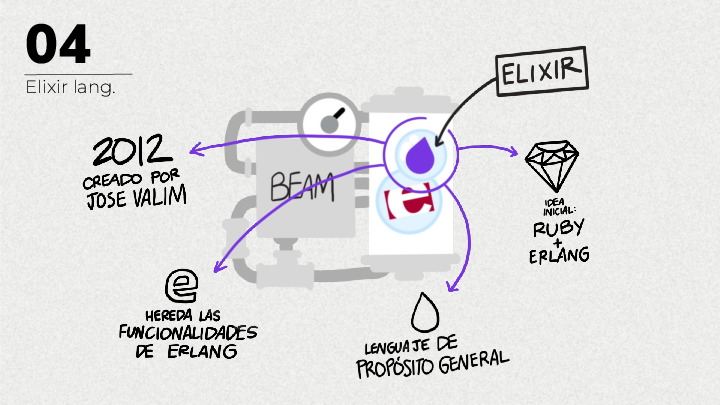 04
Elixir lang.
ELIXIR
2012
CREADO POR
JOSE VALIM
BEAM
e
IDEA
INICIAL:
RUBY
+
ERLANG
e
HEREDA LAS
FUNCIONALIDADES
DE ERLANG
LENGUAJE DE
PROPÓSITO GENERAL